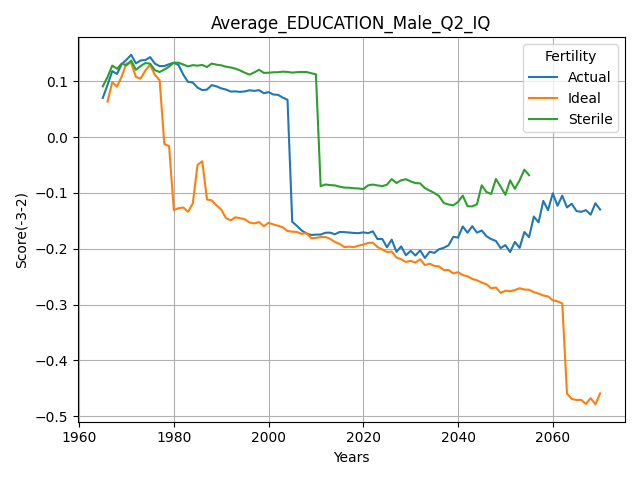 Average_EDUCATION_Male_Q2_IQ
Fertility
Actual
Ideal
Sterile
Score(-3-2)
0.1
0.0
−0.1
−0.2
−0.3
−0.4
−0.5
1960 1980 2000 2020 2040 2060
Years